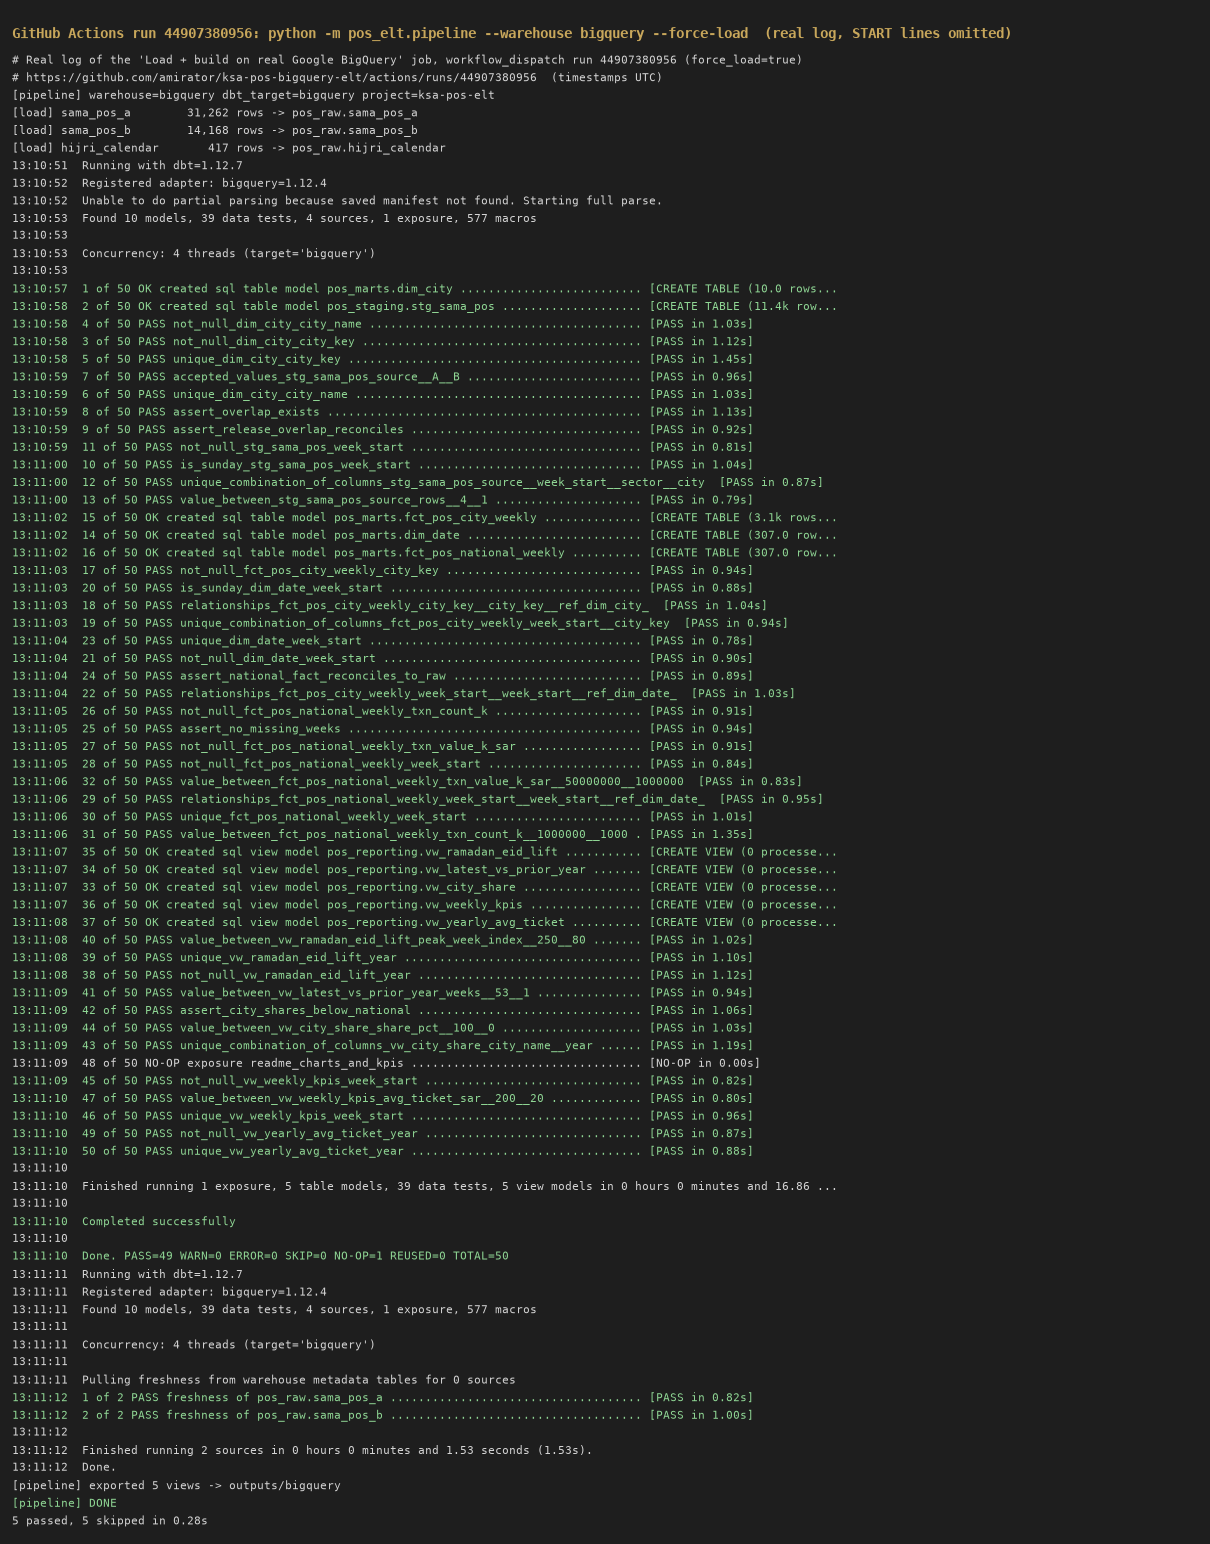 GitHub Actions run 44907380956: python -m pos_elt.pipeline --warehouse bigquery --force-load  (real log, START lines omitted)
# Real log of the 'Load + build on real Google BigQuery' job, workflow_dispatch run 44907380956 (force_load=true)
# https://github.com/amirator/ksa-pos-bigquery-elt/actions/runs/44907380956  (timestamps UTC)
[pipeline] warehouse=bigquery dbt_target=bigquery project=ksa-pos-elt
[load] sama_pos_a        31,262 rows -> pos_raw.sama_pos_a
[load] sama_pos_b        14,168 rows -> pos_raw.sama_pos_b
[load] hijri_calendar       417 rows -> pos_raw.hijri_calendar
13:10:51  Running with dbt=1.12.7
13:10:52  Registered adapter: bigquery=1.12.4
13:10:52  Unable to do partial parsing because saved manifest not found. Starting full parse.
13:10:53  Found 10 models, 39 data tests, 4 sources, 1 exposure, 577 macros
13:10:53
13:10:53  Concurrency: 4 threads (target='bigquery')
13:10:53
13:10:57  1 of 50 OK created sql table model pos_marts.dim_city .......................... [CREATE TABLE (10.0 rows...
13:10:58  2 of 50 OK created sql table model pos_staging.stg_sama_pos .................... [CREATE TABLE (11.4k row...
13:10:58  4 of 50 PASS not_null_dim_city_city_name ....................................... [PASS in 1.03s]
13:10:58  3 of 50 PASS not_null_dim_city_city_key ........................................ [PASS in 1.12s]
13:10:58  5 of 50 PASS unique_dim_city_city_key .......................................... [PASS in 1.45s]
13:10:59  7 of 50 PASS accepted_values_stg_sama_pos_source__A__B ......................... [PASS in 0.96s]
13:10:59  6 of 50 PASS unique_dim_city_city_name ......................................... [PASS in 1.03s]
13:10:59  8 of 50 PASS assert_overlap_exists ............................................. [PASS in 1.13s]
13:10:59  9 of 50 PASS assert_release_overlap_reconciles ................................. [PASS in 0.92s]
13:10:59  11 of 50 PASS not_null_stg_sama_pos_week_start ................................. [PASS in 0.81s]
13:11:00  10 of 50 PASS is_sunday_stg_sama_pos_week_start ................................ [PASS in 1.04s]
13:11:00  12 of 50 PASS unique_combination_of_columns_stg_sama_pos_source__week_start__sector__city  [PASS in 0.87s]
13:11:00  13 of 50 PASS value_between_stg_sama_pos_source_rows__4__1 ..................... [PASS in 0.79s]
13:11:02  15 of 50 OK created sql table model pos_marts.fct_pos_city_weekly .............. [CREATE TABLE (3.1k rows...
13:11:02  14 of 50 OK created sql table model pos_marts.dim_date ......................... [CREATE TABLE (307.0 row...
13:11:02  16 of 50 OK created sql table model pos_marts.fct_pos_national_weekly .......... [CREATE TABLE (307.0 row...
13:11:03  17 of 50 PASS not_null_fct_pos_city_weekly_city_key ............................ [PASS in 0.94s]
13:11:03  20 of 50 PASS is_sunday_dim_date_week_start .................................... [PASS in 0.88s]
13:11:03  18 of 50 PASS relationships_fct_pos_city_weekly_city_key__city_key__ref_dim_city_  [PASS in 1.04s]
13:11:03  19 of 50 PASS unique_combination_of_columns_fct_pos_city_weekly_week_start__city_key  [PASS in 0.94s]
13:11:04  23 of 50 PASS unique_dim_date_week_start ....................................... [PASS in 0.78s]
13:11:04  21 of 50 PASS not_null_dim_date_week_start ..................................... [PASS in 0.90s]
13:11:04  24 of 50 PASS assert_national_fact_reconciles_to_raw ........................... [PASS in 0.89s]
13:11:04  22 of 50 PASS relationships_fct_pos_city_weekly_week_start__week_start__ref_dim_date_  [PASS in 1.03s]
13:11:05  26 of 50 PASS not_null_fct_pos_national_weekly_txn_count_k ..................... [PASS in 0.91s]
13:11:05  25 of 50 PASS assert_no_missing_weeks .......................................... [PASS in 0.94s]
13:11:05  27 of 50 PASS not_null_fct_pos_national_weekly_txn_value_k_sar ................. [PASS in 0.91s]
13:11:05  28 of 50 PASS not_null_fct_pos_national_weekly_week_start ...................... [PASS in 0.84s]
13:11:06  32 of 50 PASS value_between_fct_pos_national_weekly_txn_value_k_sar__50000000__1000000  [PASS in 0.83s]
13:11:06  29 of 50 PASS relationships_fct_pos_national_weekly_week_start__week_start__ref_dim_date_  [PASS in 0.95s]
13:11:06  30 of 50 PASS unique_fct_pos_national_weekly_week_start ........................ [PASS in 1.01s]
13:11:06  31 of 50 PASS value_between_fct_pos_national_weekly_txn_count_k__1000000__1000 . [PASS in 1.35s]
13:11:07  35 of 50 OK created sql view model pos_reporting.vw_ramadan_eid_lift ........... [CREATE VIEW (0 processe...
13:11:07  34 of 50 OK created sql view model pos_reporting.vw_latest_vs_prior_year ....... [CREATE VIEW (0 processe...
13:11:07  33 of 50 OK created sql view model pos_reporting.vw_city_share ................. [CREATE VIEW (0 processe...
13:11:07  36 of 50 OK created sql view model pos_reporting.vw_weekly_kpis ................ [CREATE VIEW (0 processe...
13:11:08  37 of 50 OK created sql view model pos_reporting.vw_yearly_avg_ticket .......... [CREATE VIEW (0 processe...
13:11:08  40 of 50 PASS value_between_vw_ramadan_eid_lift_peak_week_index__250__80 ....... [PASS in 1.02s]
13:11:08  39 of 50 PASS unique_vw_ramadan_eid_lift_year .................................. [PASS in 1.10s]
13:11:08  38 of 50 PASS not_null_vw_ramadan_eid_lift_year ................................ [PASS in 1.12s]
13:11:09  41 of 50 PASS value_between_vw_latest_vs_prior_year_weeks__53__1 ............... [PASS in 0.94s]
13:11:09  42 of 50 PASS assert_city_shares_below_national ................................ [PASS in 1.06s]
13:11:09  44 of 50 PASS value_between_vw_city_share_share_pct__100__0 .................... [PASS in 1.03s]
13:11:09  43 of 50 PASS unique_combination_of_columns_vw_city_share_city_name__year ...... [PASS in 1.19s]
13:11:09  48 of 50 NO-OP exposure readme_charts_and_kpis ................................. [NO-OP in 0.00s]
13:11:09  45 of 50 PASS not_null_vw_weekly_kpis_week_start ............................... [PASS in 0.82s]
13:11:10  47 of 50 PASS value_between_vw_weekly_kpis_avg_ticket_sar__200__20 ............. [PASS in 0.80s]
13:11:10  46 of 50 PASS unique_vw_weekly_kpis_week_start ................................. [PASS in 0.96s]
13:11:10  49 of 50 PASS not_null_vw_yearly_avg_ticket_year ............................... [PASS in 0.87s]
13:11:10  50 of 50 PASS unique_vw_yearly_avg_ticket_year ................................. [PASS in 0.88s]
13:11:10
13:11:10  Finished running 1 exposure, 5 table models, 39 data tests, 5 view models in 0 hours 0 minutes and 16.86 ...
13:11:10
13:11:10  Completed successfully
13:11:10
13:11:10  Done. PASS=49 WARN=0 ERROR=0 SKIP=0 NO-OP=1 REUSED=0 TOTAL=50
13:11:11  Running with dbt=1.12.7
13:11:11  Registered adapter: bigquery=1.12.4
13:11:11  Found 10 models, 39 data tests, 4 sources, 1 exposure, 577 macros
13:11:11
13:11:11  Concurrency: 4 threads (target='bigquery')
13:11:11
13:11:11  Pulling freshness from warehouse metadata tables for 0 sources
13:11:12  1 of 2 PASS freshness of pos_raw.sama_pos_a .................................... [PASS in 0.82s]
13:11:12  2 of 2 PASS freshness of pos_raw.sama_pos_b .................................... [PASS in 1.00s]
13:11:12
13:11:12  Finished running 2 sources in 0 hours 0 minutes and 1.53 seconds (1.53s).
13:11:12  Done.
[pipeline] exported 5 views -> outputs/bigquery
[pipeline] DONE
5 passed, 5 skipped in 0.28s